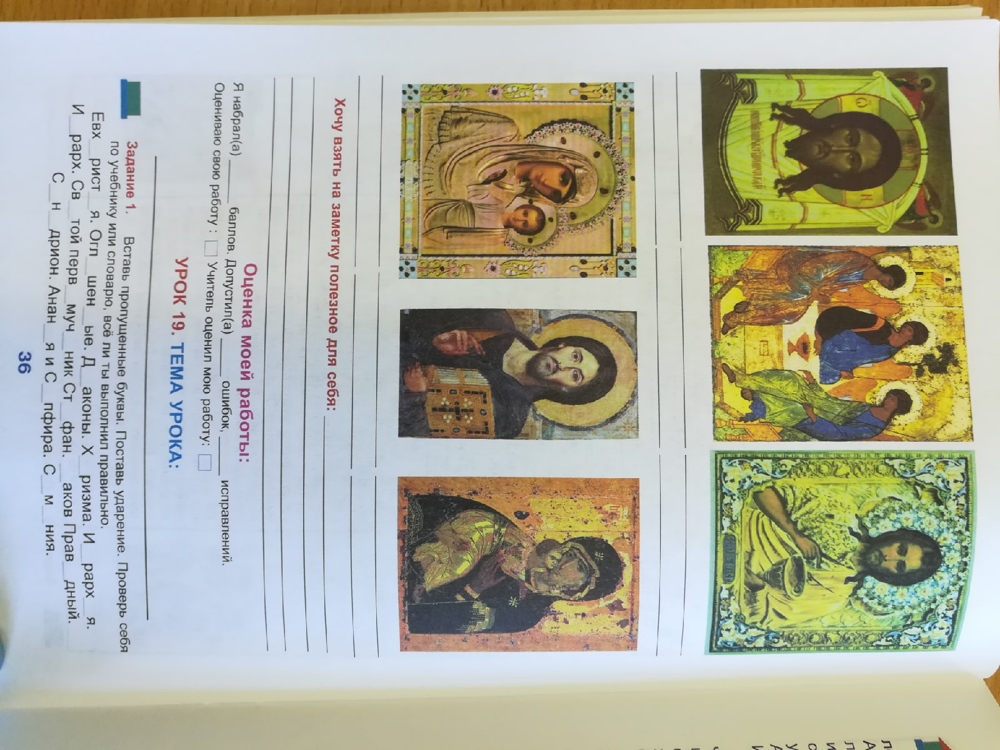 Хочу взять на заметку полезное для себя:
Оценка моей работы:
Я набрал(а) ______ баллов. Допустил(а) ______ ошибок, ______ исправлений.
Оцениваю свою работу : □ Учитель оценил мою работу: □
УРОК 19. ТЕМА УРОКА:
Задание 1. Вставь пропущенные буквы. Поставь ударение. Проверь себя
по учебнику или словарю, всё ли ты выполнил правильно.
Евх__рист__я. Огл__шен__ые. Д__аконы. Х__ризма. И__рарх__я.
И__рарх. Св__той перв__муч__ник Ст__фан. __аков Прав__дный.
С__н__дрион. Анан__я и С__пфира. С__м__ния.
36